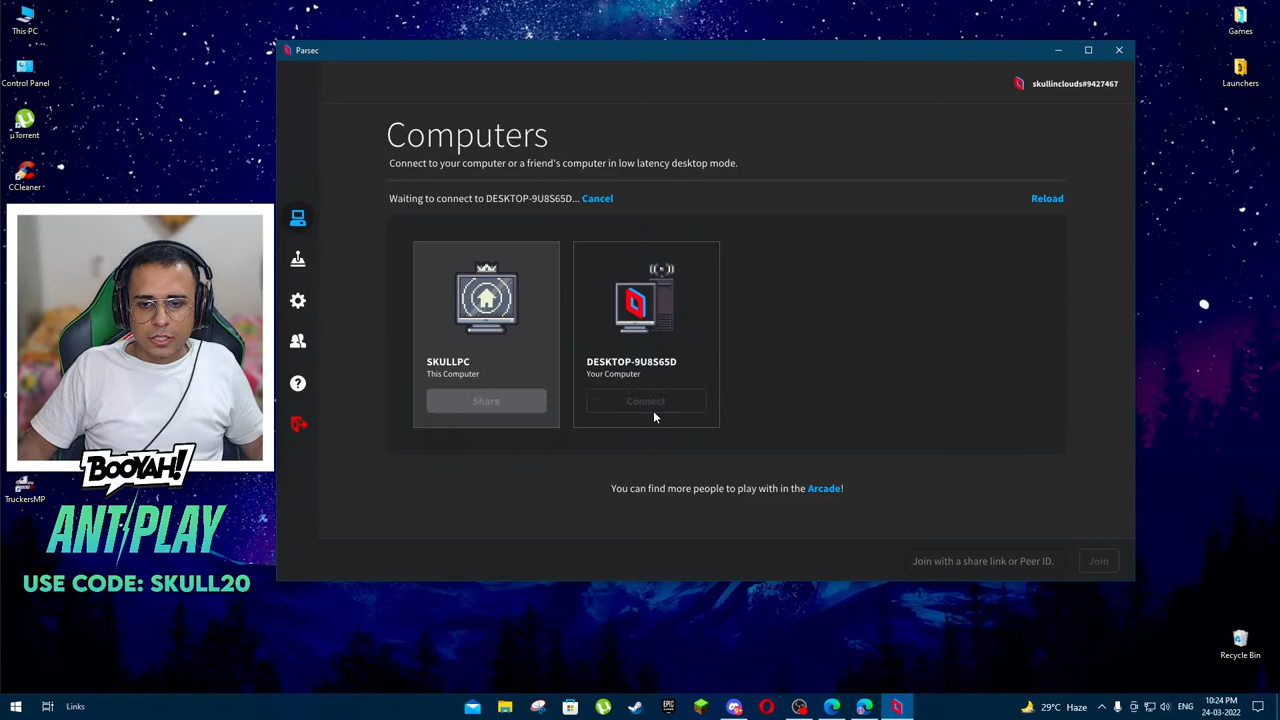 This PC
Control Panel
µTorrent
CCleaner
TruckersMP
Games
Launchers
Recycle Bin
Parsec
skullinclouds#9427467
Computers
Connect to your computer or a friend's computer in low latency desktop mode.
Waiting to connect to DESKTOP-9U8S65D... Cancel
Reload
SKULLPC
This Computer
Share
DESKTOP-9U8S65D
Your Computer
Connect
You can find more people to play with in the Arcade!
Join with a share link or Peer ID.
Join
BOOYAH!
ANTPLAY
USE CODE: SKULL20
Links
EPIC
29°C Haze
10:24 PM
24-03-2022